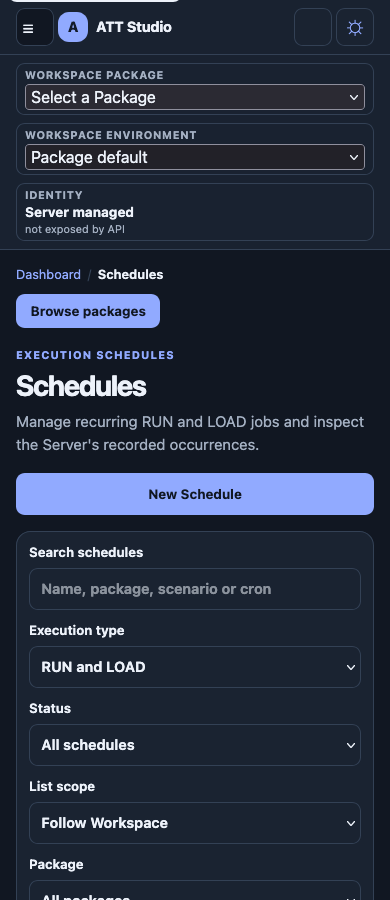 A ATT Studio
WORKSPACE PACKAGE
Select a Package
WORKSPACE ENVIRONMENT
Package default
IDENTITY
Server managed
not exposed by API
Dashboard / Schedules
Browse packages
EXECUTION SCHEDULES
Schedules
Manage recurring RUN and LOAD jobs and inspect
the Server's recorded occurrences.
New Schedule
Search schedules
Name, package, scenario or cron
Execution type
RUN and LOAD
Status
All schedules
List scope
Follow Workspace
Package
All packages